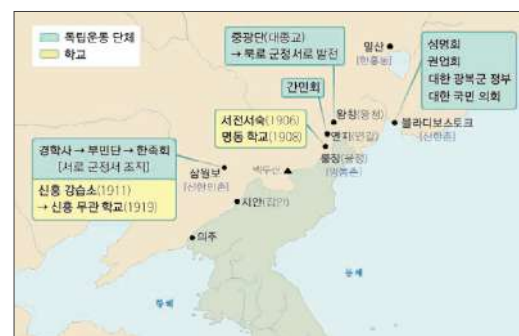 독립운동 단체
학교
중광단(대종교)
→ 북로 군정서로 발전
밀산
[한흥동]
성명회
권업회
대한 광복군 정부
대한 국민 의회
간민회
왕칭(왕청)
서전서숙(1906)
명동 학교(1908)
옌지(연길)
룽징(용정)
[명동촌]
블라디보스토크
[신한촌]
경학사 → 부민단 → 한족회
[서로 군정서 조직]
신흥 강습소(1911)
→ 신흥 무관 학교(1919)
삼원보
[신한민촌]
백두산
지안(집안)
의주
동해
황해